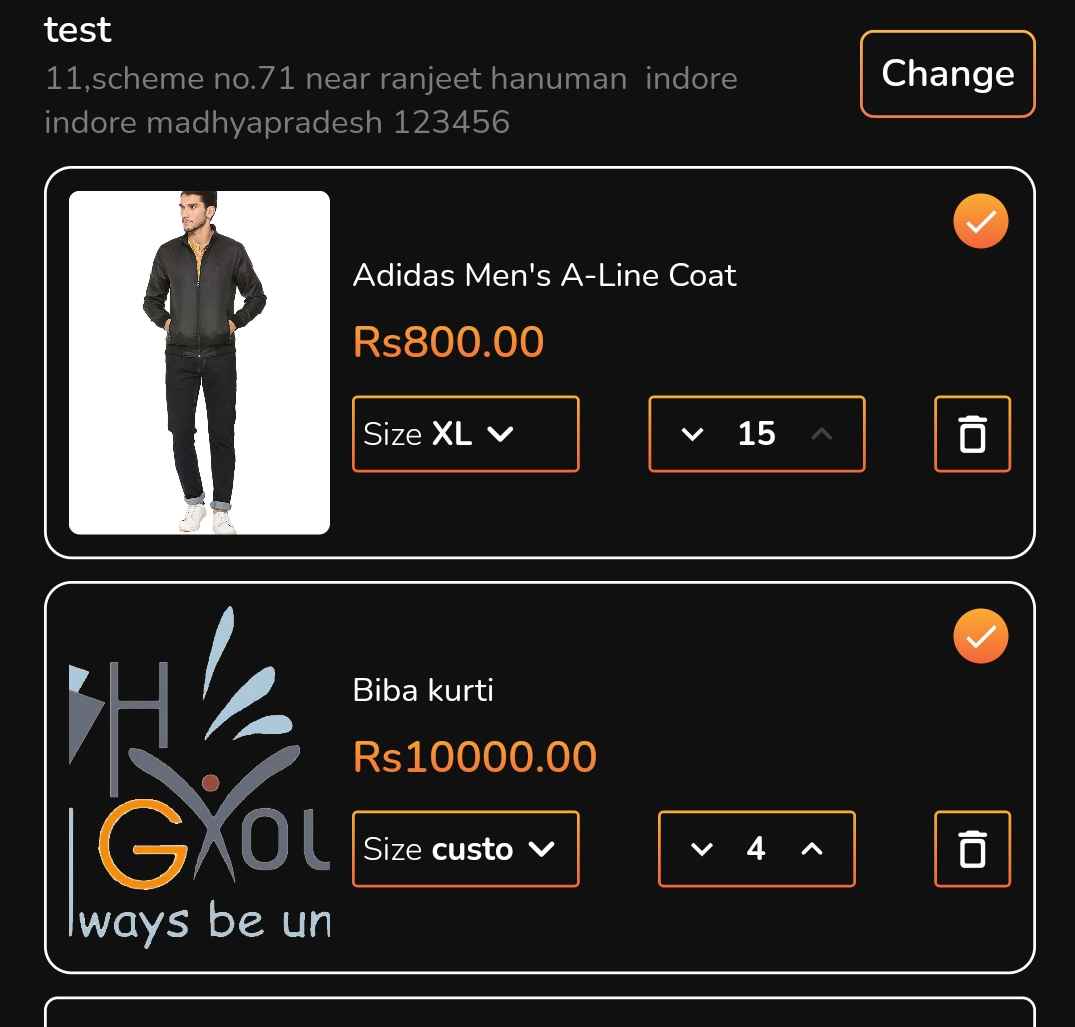 test
11,scheme no.71 near ranjeet hanuman  indore
indore madhyapradesh 123456
Change
Adidas Men's A-Line Coat
Rs800.00
Size XL
15
Biba kurti
Rs10000.00
Size custo
4
H
GXOL
ways be un